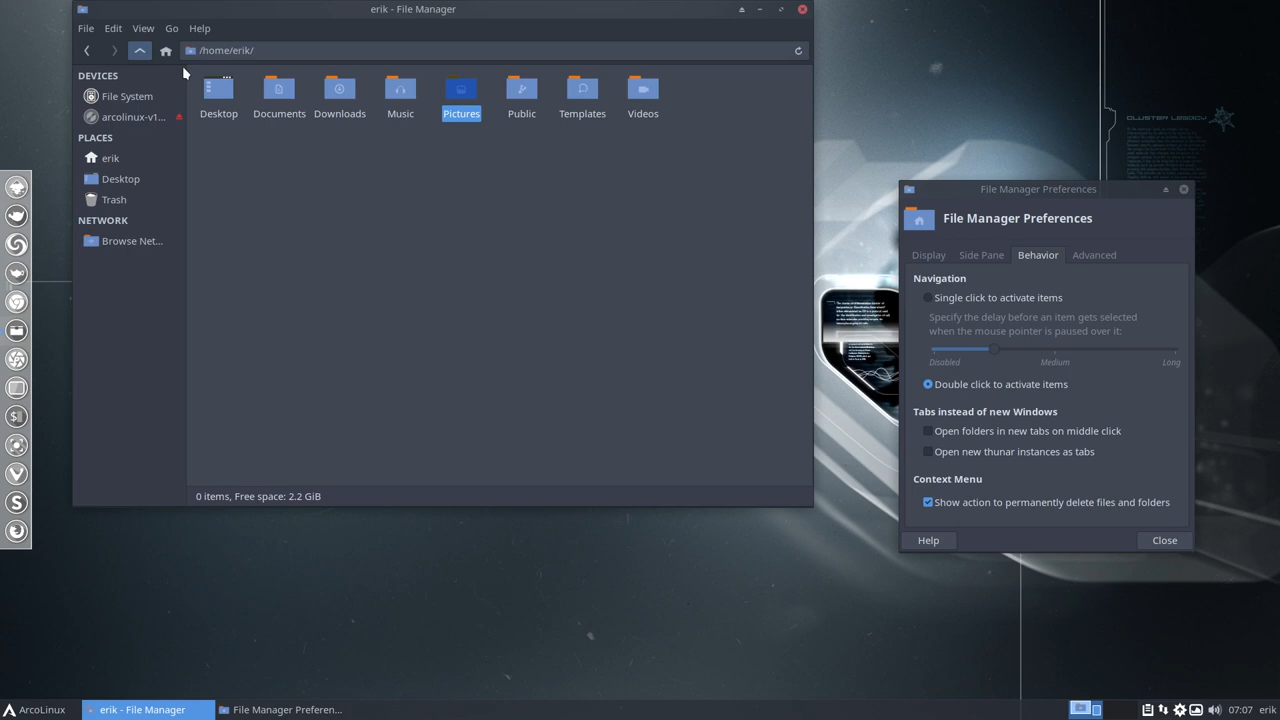 erik - File Manager
File Edit View Go Help
/home/erik/
DEVICES
File System
arcolinux-v1...
PLACES
erik
Desktop
Trash
NETWORK
Browse Net...
Desktop Documents Downloads Music Pictures Public Templates Videos
0 items, Free space: 2.2 GiB
CLUSTER LEGACY
File Manager Preferences
File Manager Preferences
Display Side Pane Behavior Advanced
Navigation
Single click to activate items
Specify the delay before an item gets selected
when the mouse pointer is paused over it:
Disabled Medium Long
Double click to activate items
Tabs instead of new Windows
Open folders in new tabs on middle click
Open new thunar instances as tabs
Context Menu
Show action to permanently delete files and folders
Help Close
ArcoLinux erik - File Manager File Manager Preferen... 07:07 erik